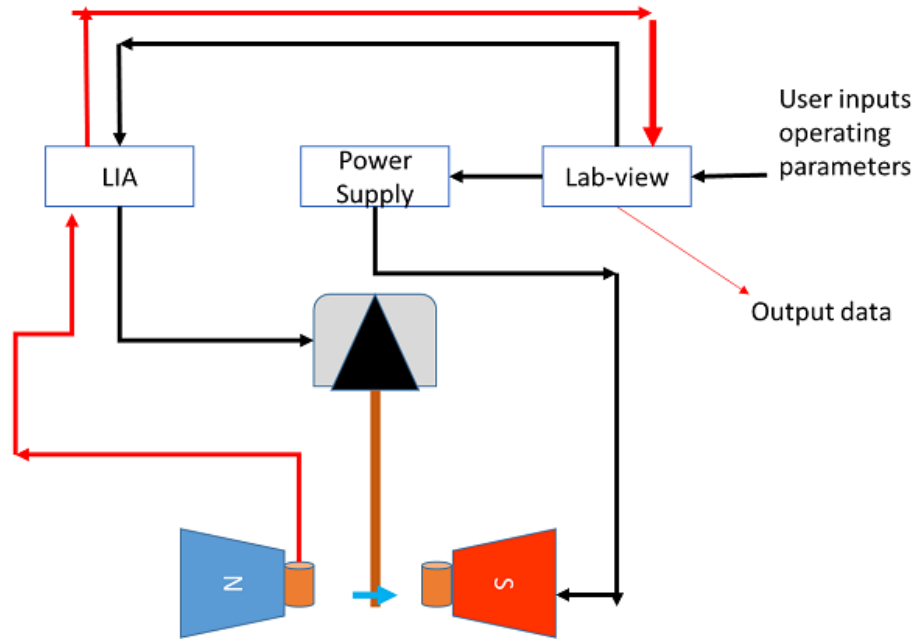 LIA
Power
Supply
Lab-view
User inputs
operating
parameters
Output data
N
S